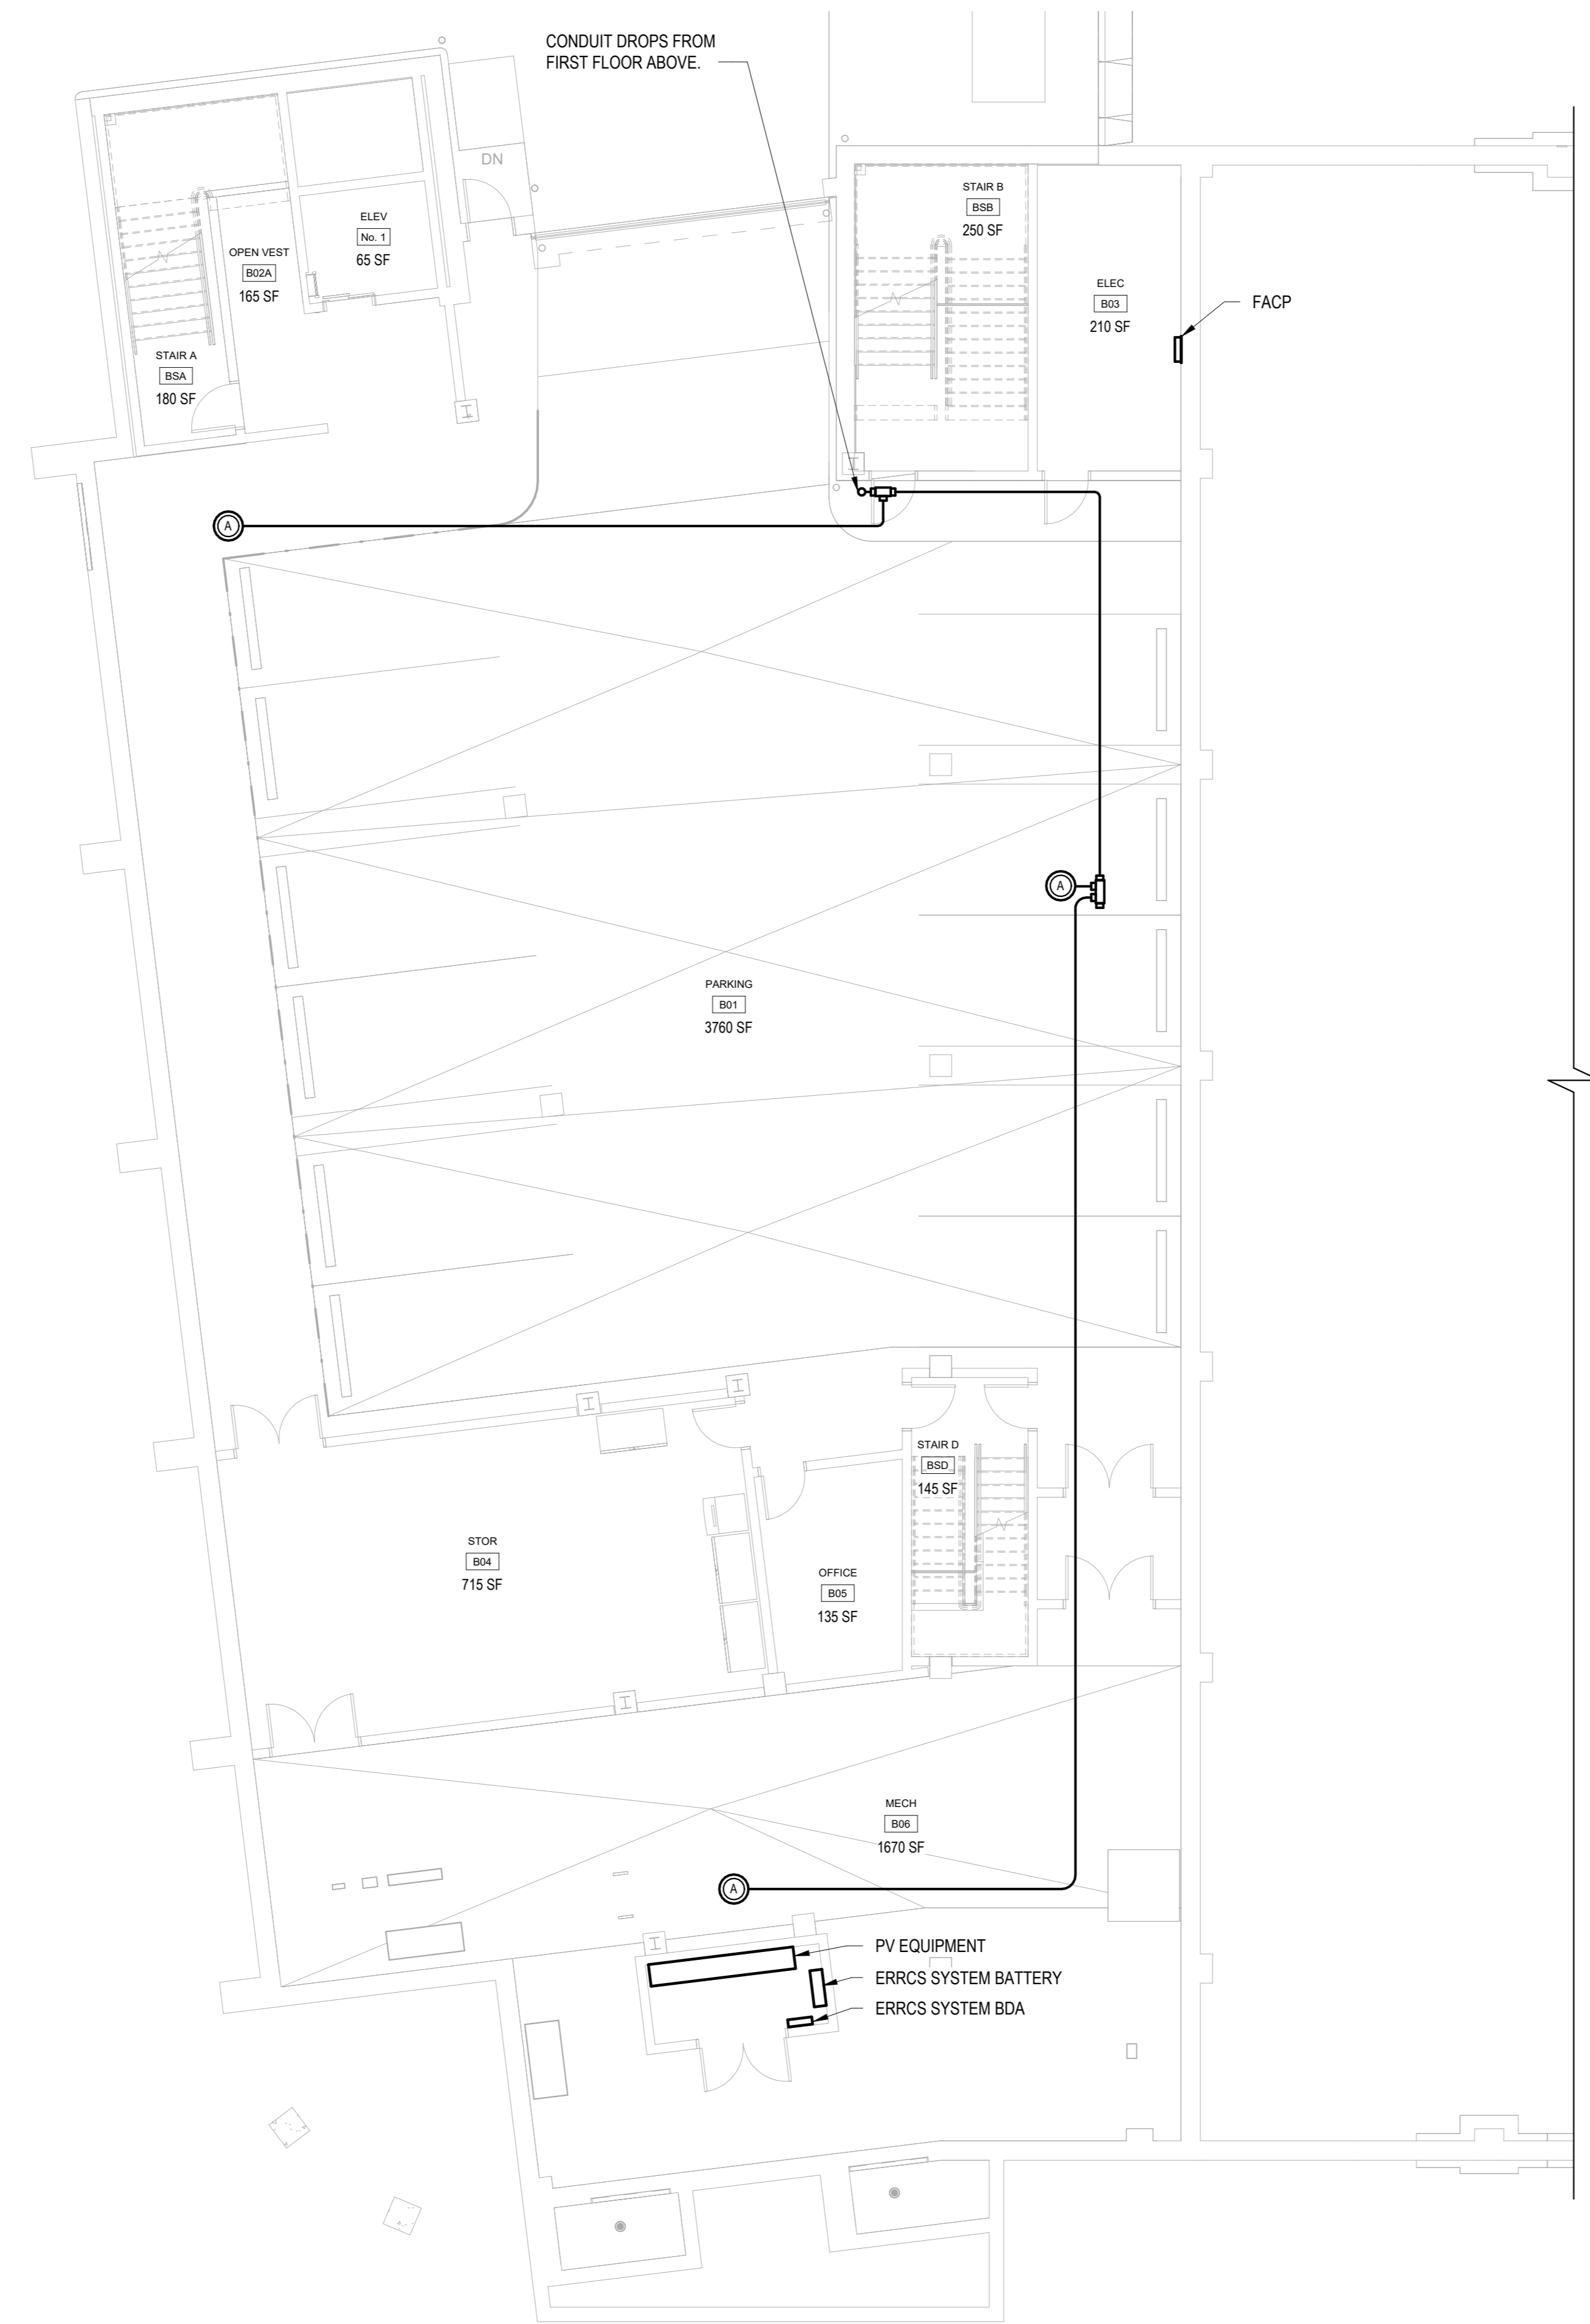 CONDUIT DROPS FROM
FIRST FLOOR ABOVE.
DN
STAIR B
BSB
250 SF
ELEV
No. 1
65 SF
OPEN VEST
B02A
165 SF
ELEC
B03
210 SF
FACP
STAIR A
BSA
180 SF
A
A
PARKING
B01
3760 SF
STAIR D
BSD
145 SF
STOR
B04
715 SF
OFFICE
B05
135 SF
MECH
B06
1670 SF
A
PV EQUIPMENT
ERRCS SYSTEM BATTERY
ERRCS SYSTEM BDA